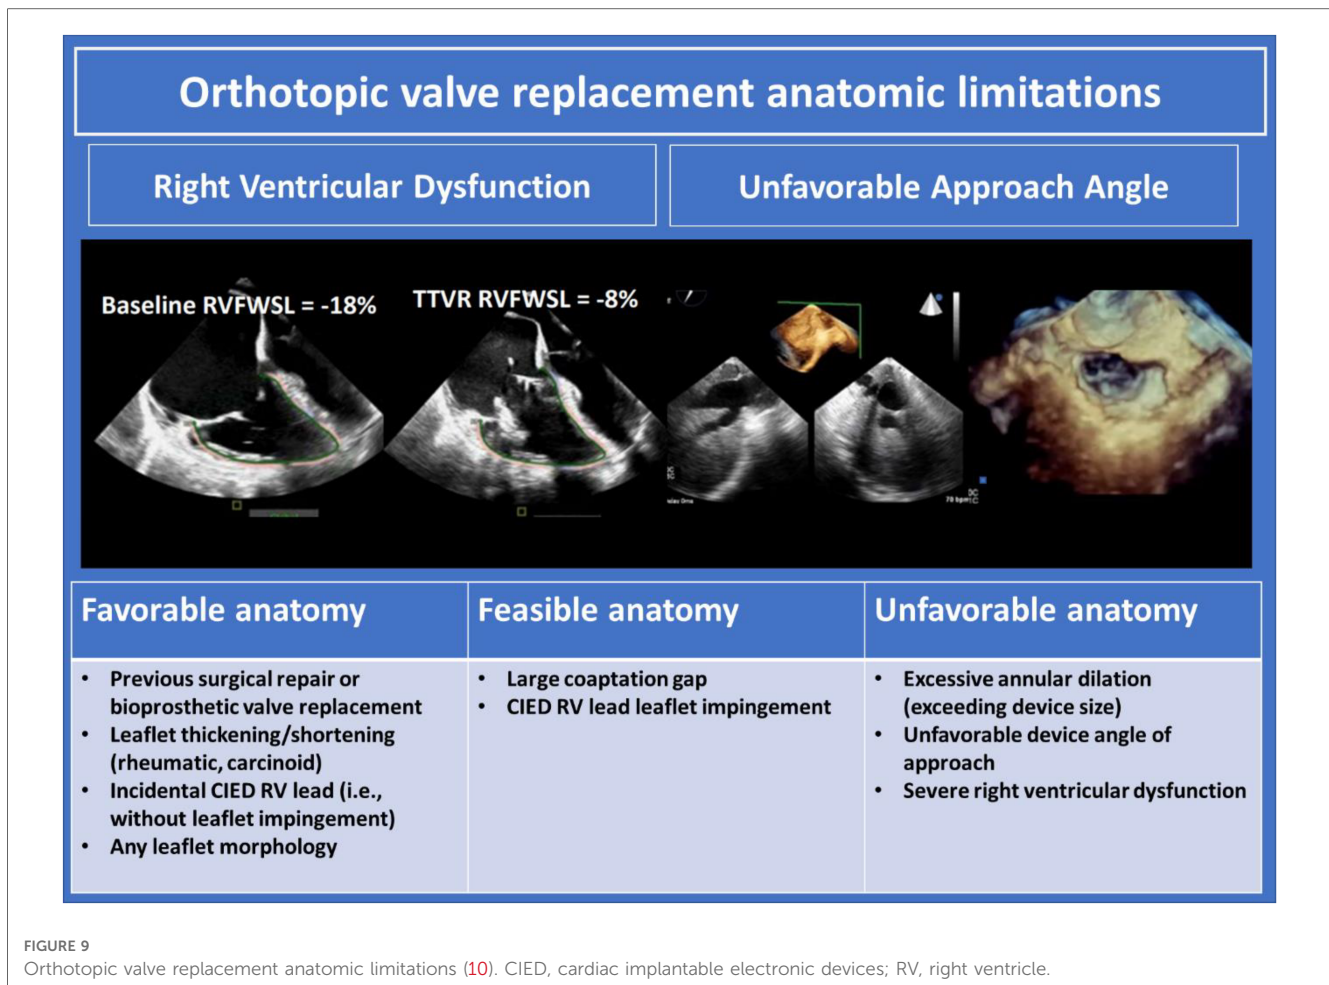 Orthotopic valve replacement anatomic limitations
Right Ventricular Dysfunction
Unfavorable Approach Angle
Baseline RVFWSL = -18%
TTVR RVFWSL = -8%
Favorable anatomy
• Previous surgical repair or
bioprosthetic valve replacement
• Leaflet thickening/shortening
(rheumatic, carcinoid)
• Incidental CIED RV lead (i.e.,
without leaflet impingement)
• Any leaflet morphology
Feasible anatomy
• Large coaptation gap
• CIED RV lead leaflet impingement
Unfavorable anatomy
• Excessive annular dilation
(exceeding device size)
• Unfavorable device angle of
approach
• Severe right ventricular dysfunction
FIGURE 9
Orthotopic valve replacement anatomic limitations (10). CIED, cardiac implantable electronic devices; RV, right ventricle.